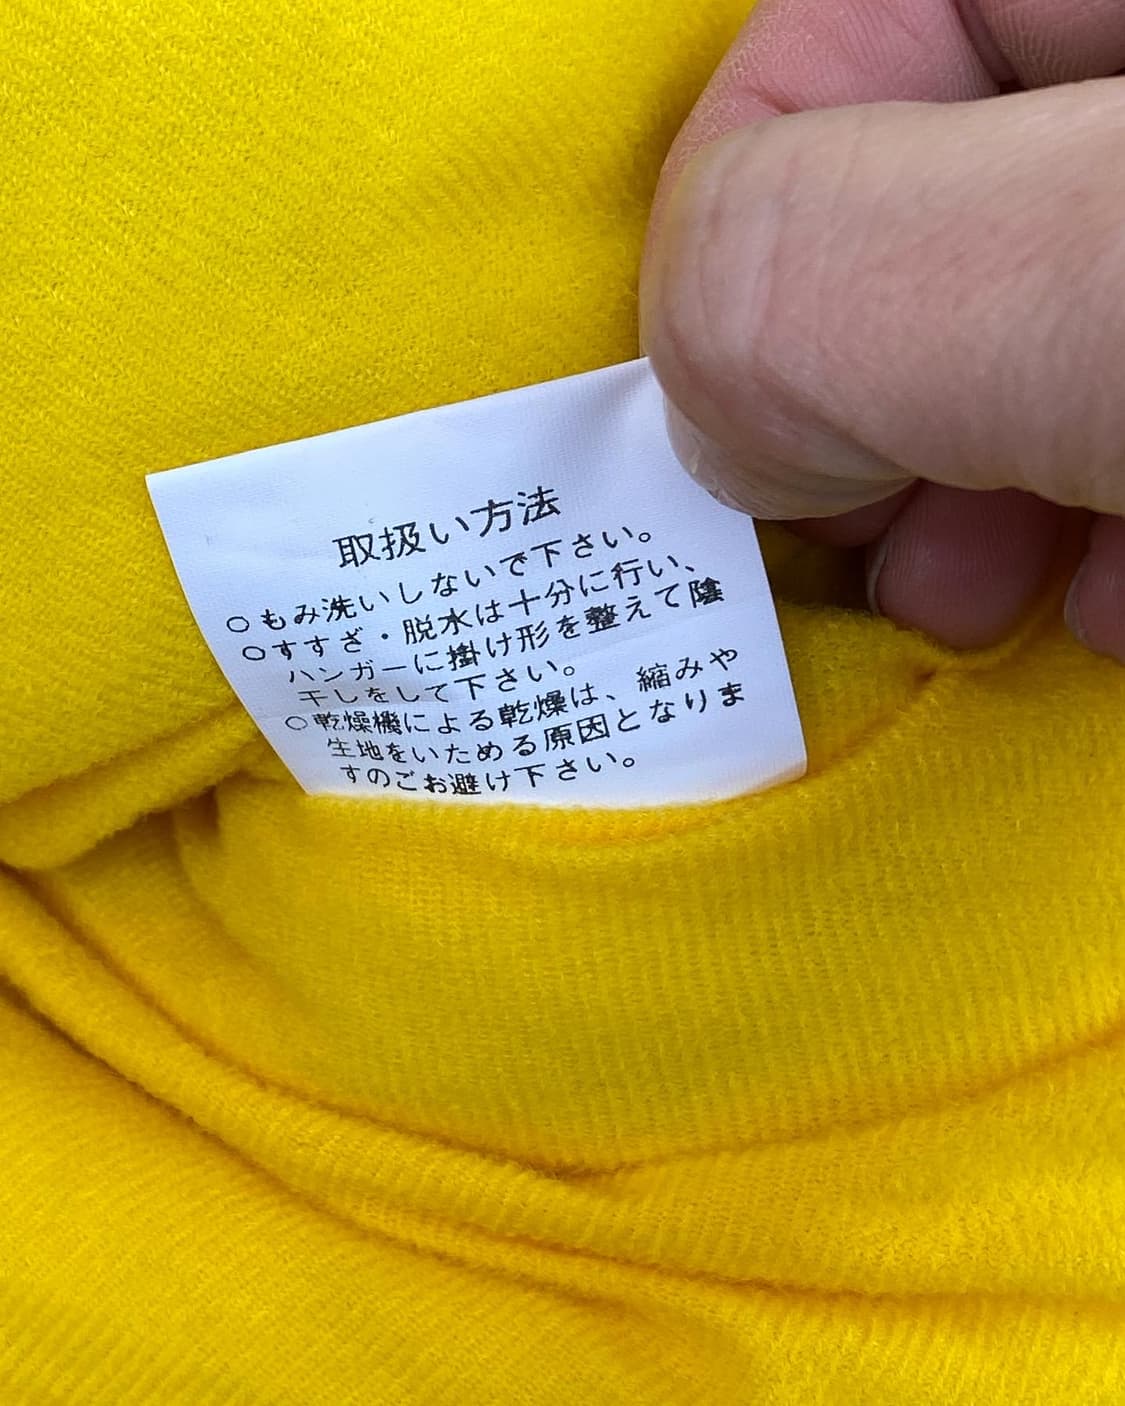 取扱い方法
○もみ洗いしないで下さい。
○すすぎ・脱水は十分に行い、
ハンガーに掛け形を整えて陰
干しをして下さい。
○乾燥機による乾燥は、縮みや
生地をいためる原因となりま
すのごお避け下さい。